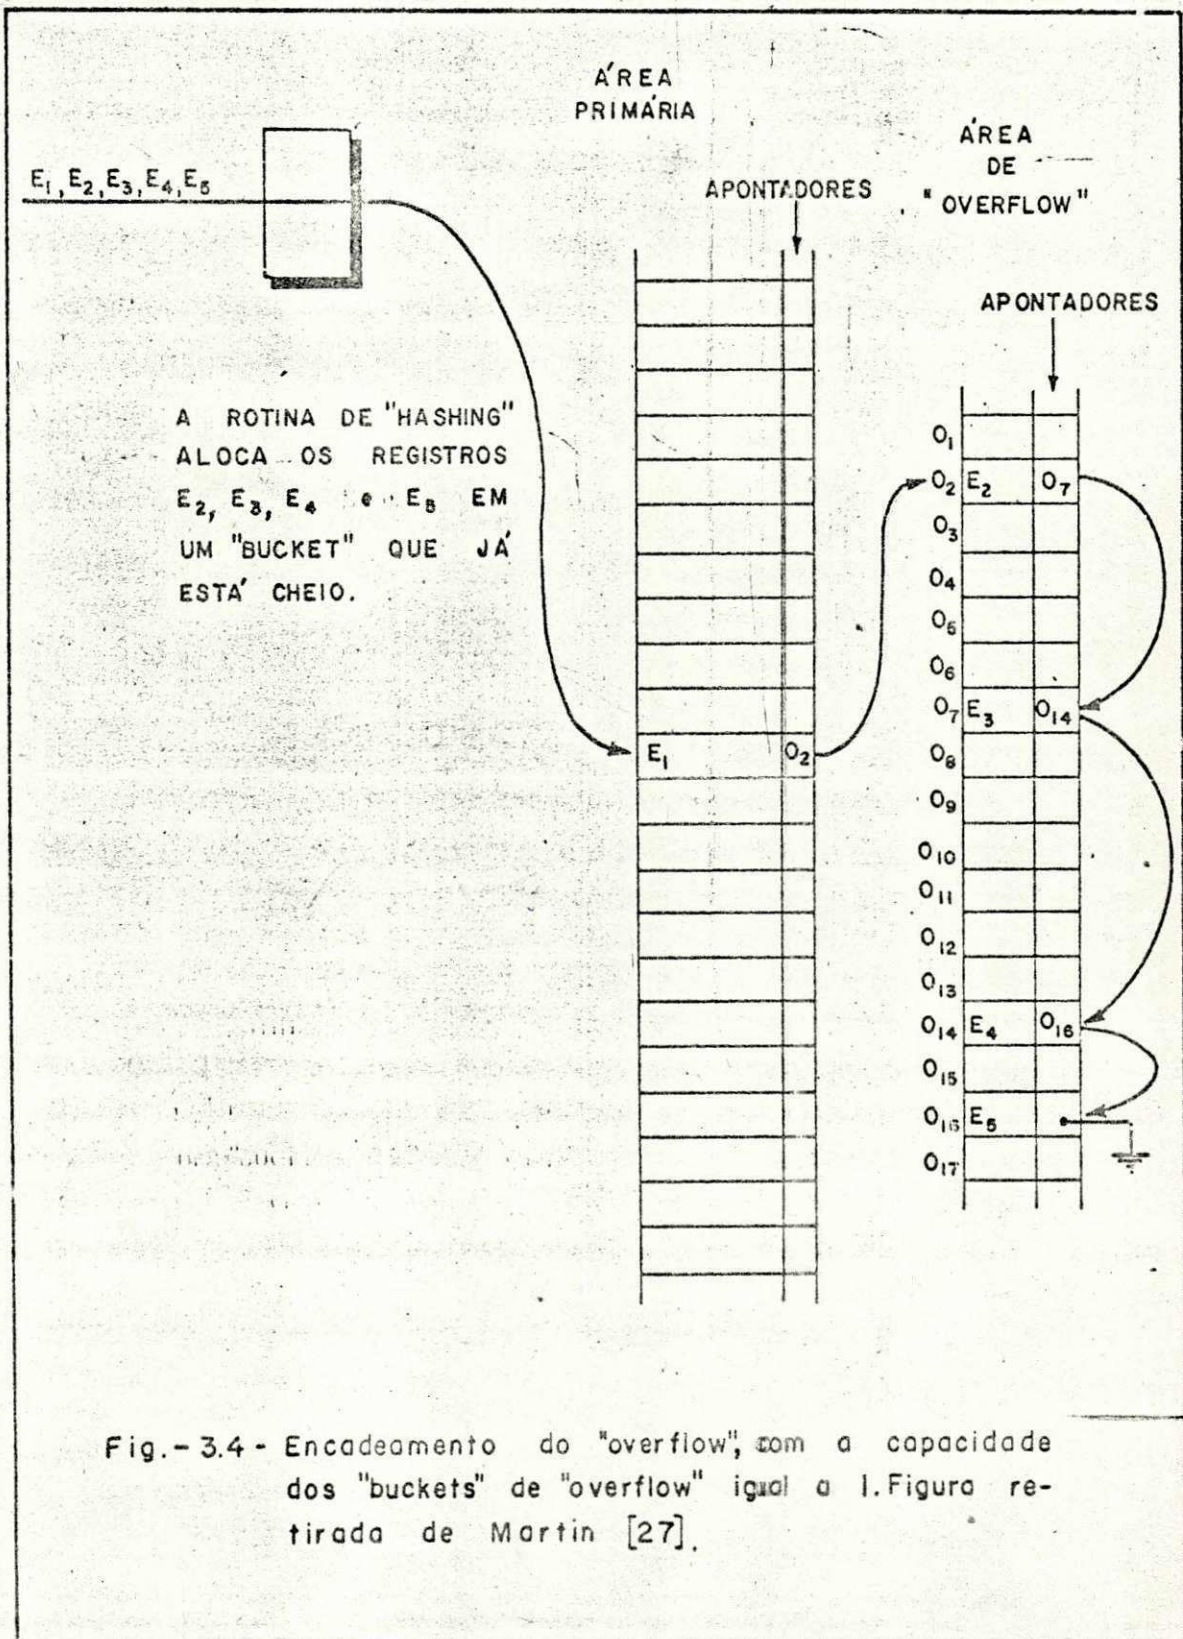 ÁREA
PRIMÁRIA
ÁREA
DE
"OVERFLOW"
E₁, E₂, E₃, E₄, E₅
APONTADORES
APONTADORES
A ROTINA DE "HASHING"
ALOCA OS REGISTROS
E₂, E₃, E₄ e E₅ EM
UM "BUCKET" QUE JÁ
ESTÁ CHEIO.
O₁
O₂ E₂ O₇
O₃
O₄
O₅
O₆
O₇ E₃ O₁₄
E₁ O₂
O₈
O₉
O₁₀
O₁₁
O₁₂
O₁₃
O₁₄ E₄ O₁₆
O₁₅
O₁₆ E₅
O₁₇
Fig.- 3.4 - Encadeamento do "overflow", com a capacidade
dos "buckets" de "overflow" igual a 1. Figura re-
tirada de Martin [27].